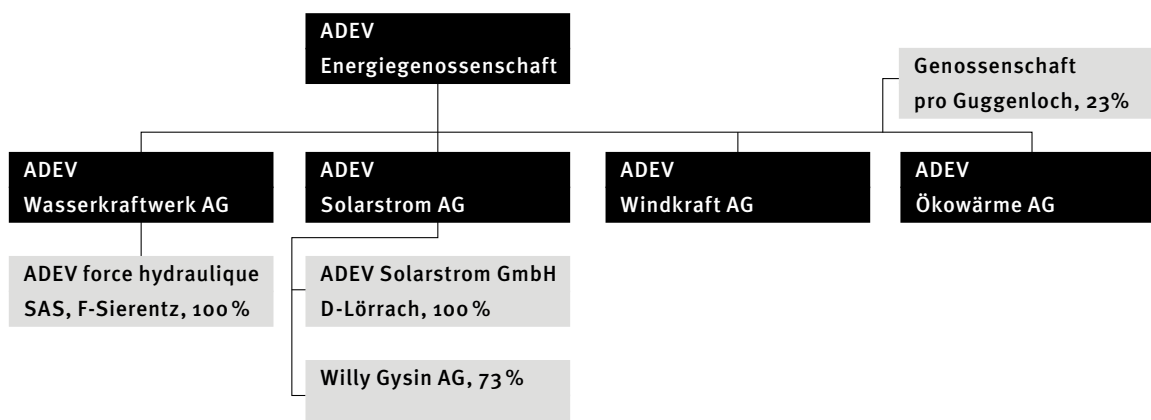 ADEV
Energiegenossenschaft
Genossenschaft
pro Guggenloch, 23%
ADEV
Wasserkraftwerk AG
ADEV
Solarstrom AG
ADEV
Windkraft AG
ADEV
Ökowärme AG
ADEV force hydraulique
SAS, F-Sierentz, 100%
ADEV Solarstrom GmbH
D-Lörrach, 100%
Willy Gysin AG, 73%